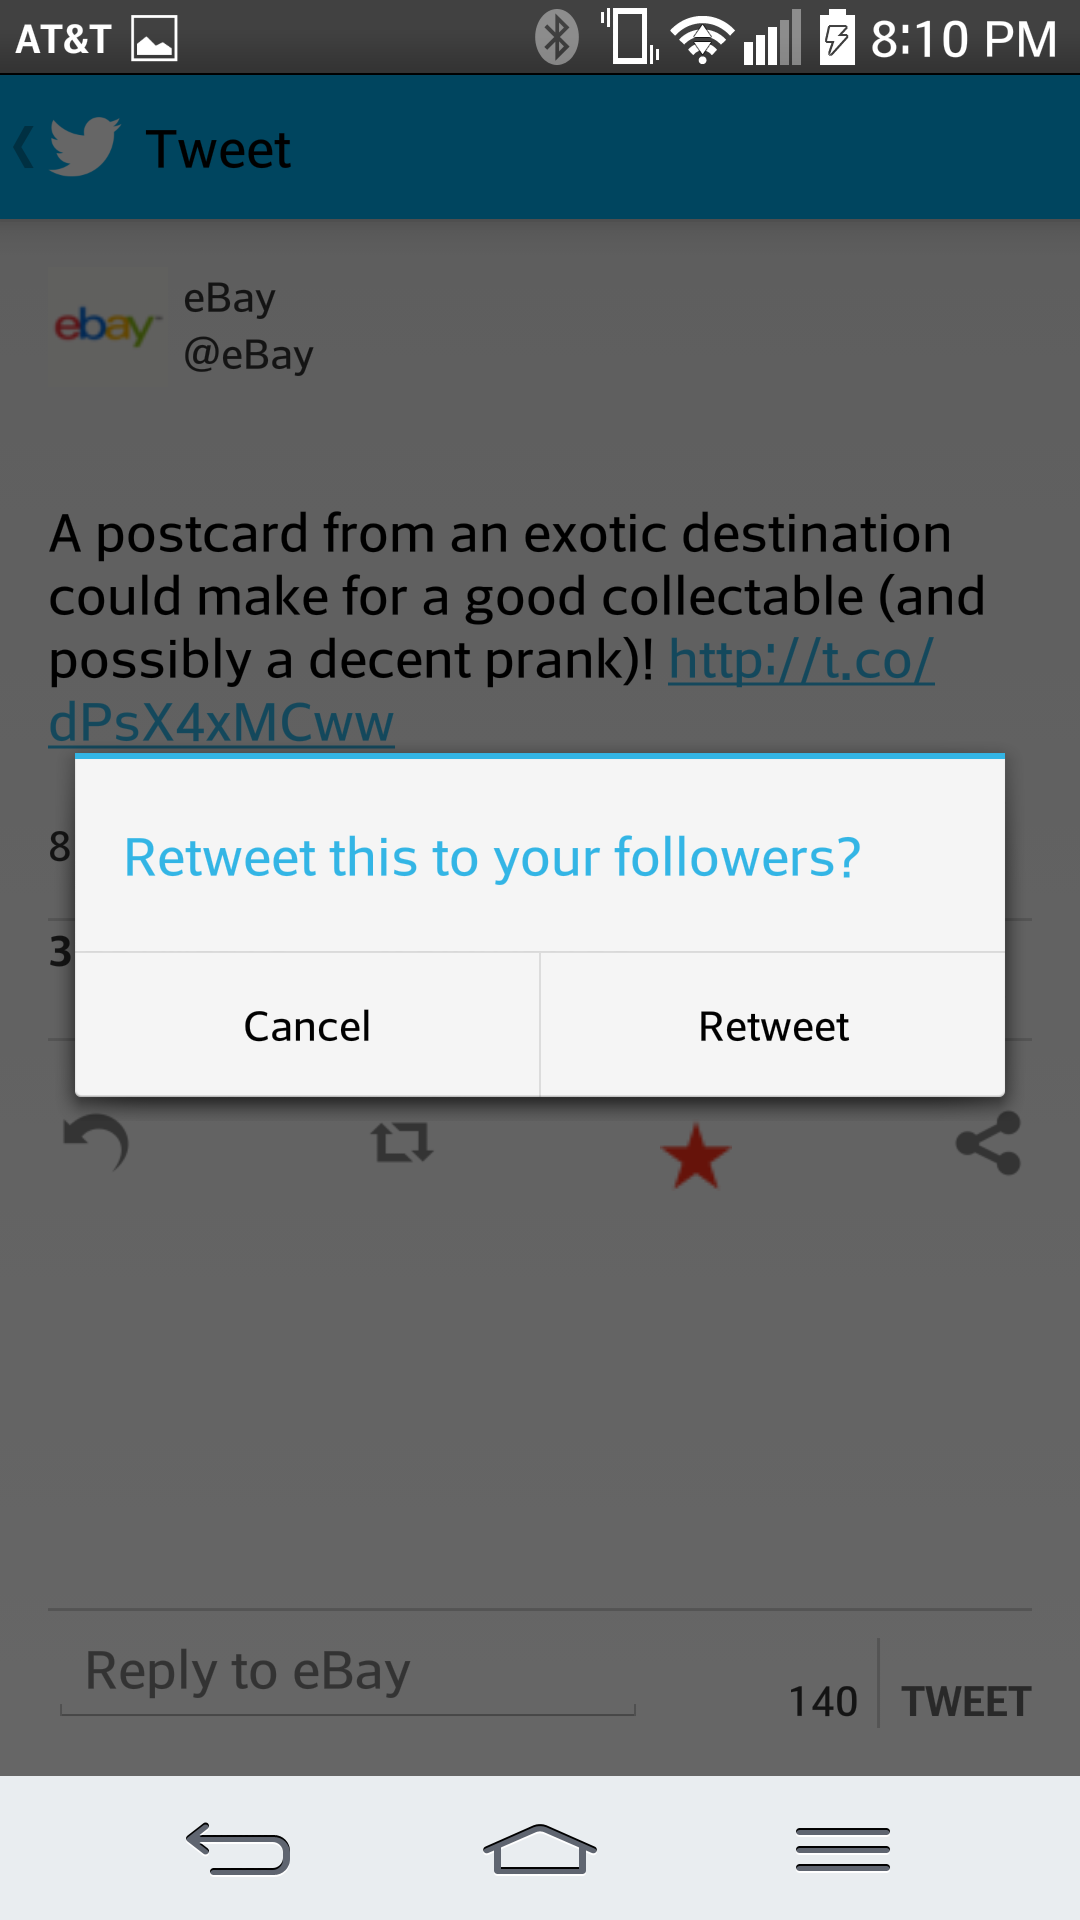 AT&T 8:10 PM
Tweet
ebay™
eBay
@eBay
A postcard from an exotic destination
could make for a good collectable (and
possibly a decent prank)! http://t.co/
dPsX4xMCww
8
Retweet this to your followers?
3
Cancel Retweet
Reply to eBay
140 TWEET